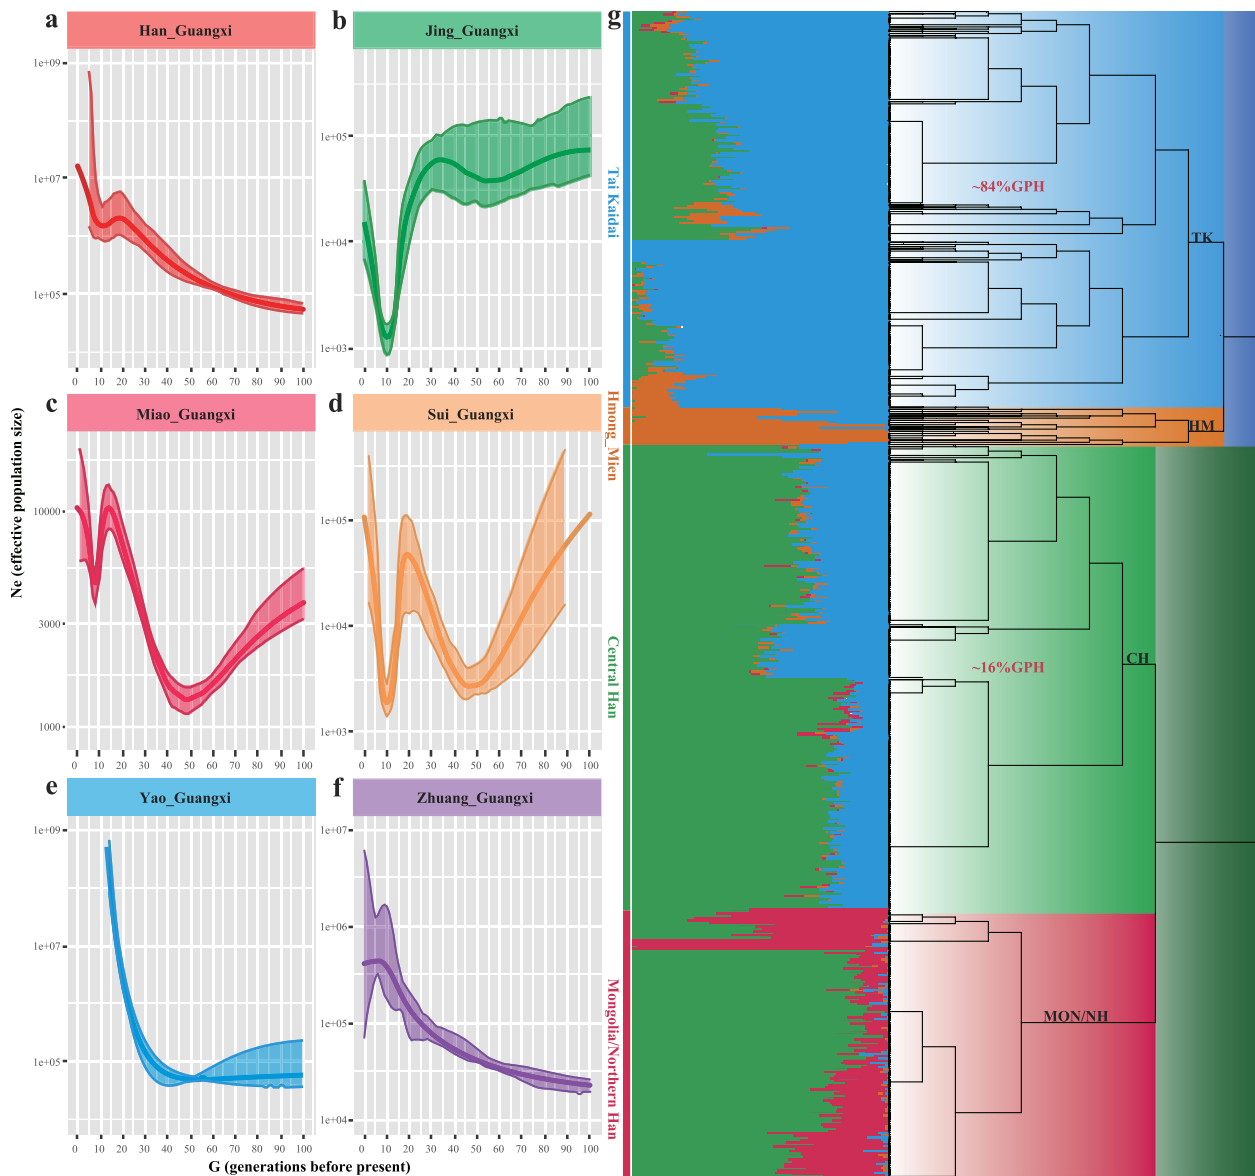 a
Han_Guangxi
1e+09
1e+07
1e+05
0 10 20 30 40 50 60 70 80 90 100
b
Jing_Guangxi
1e+05
1e+04
1e+03
0 10 20 30 40 50 60 70 80 90 100
c
Miao_Guangxi
10000
3000
1000
0 10 20 30 40 50 60 70 80 90 100
d
Sui_Guangxi
1e+05
1e+04
1e+03
0 10 20 30 40 50 60 70 80 90 100
e
Yao_Guangxi
1e+09
1e+07
1e+05
0 10 20 30 40 50 60 70 80 90 100
f
Zhuang_Guangxi
1e+07
1e+06
1e+05
1e+04
0 10 20 30 40 50 60 70 80 90 100
Ne (effective population size)
G (generations before present)
g
Tai Kaidai
Hmong_Mien
Central Han
Mongolia/Northern Han
~84%GPH
TK
HM
~16%GPH
CH
MON/NH